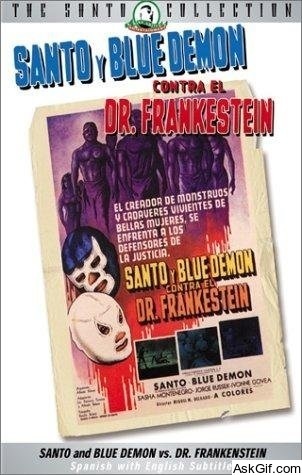 THE SANTO COLLECTION
SANTO Y BLUE DEMON
CONTRA EL
DR. FRANKESTEIN
EL CREADOR DE MONSTRUOS
Y CADAVERES VIVIENTES DE
BELLAS MUJERES, SE
ENFRENTA A LOS
DEFENSORES DE
LA JUSTICIA.
SANTO Y BLUE DEMON
CONTRA EL
DR. FRANKESTEIN
SANTO · BLUE DEMON
SASHA MONTENEGRO · JORGE RUSSEK · IVONNE GOVEA
A COLORES
SANTO and BLUE DEMON vs. DR. FRANKENSTEIN
Spanish with English Subtitles
AskGif.com